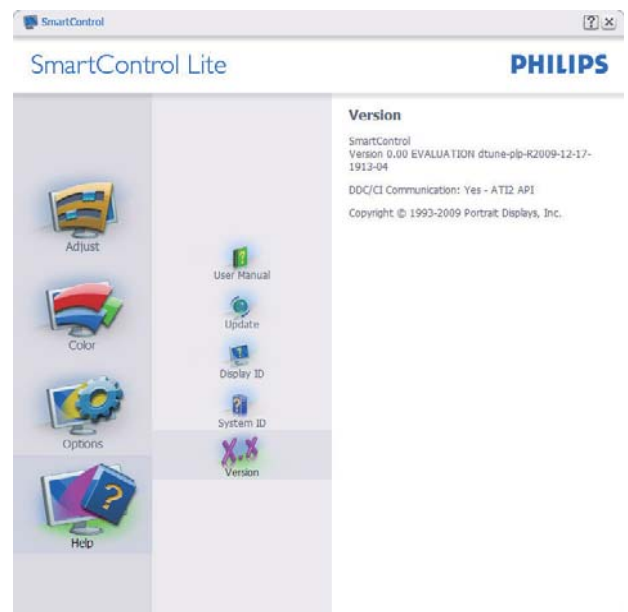 SmartControl
SmartControl Lite
PHILIPS
Adjust
Color
Options
Help
User Manual
Update
Display ID
System ID
X.X
Version
Version
SmartControl
Version 0.00 EVALUATION dtune-plp-R2009-12-17-
1913-04
DDC/CI Communication: Yes - ATI2 API
Copyright © 1993-2009 Portrait Displays, Inc.